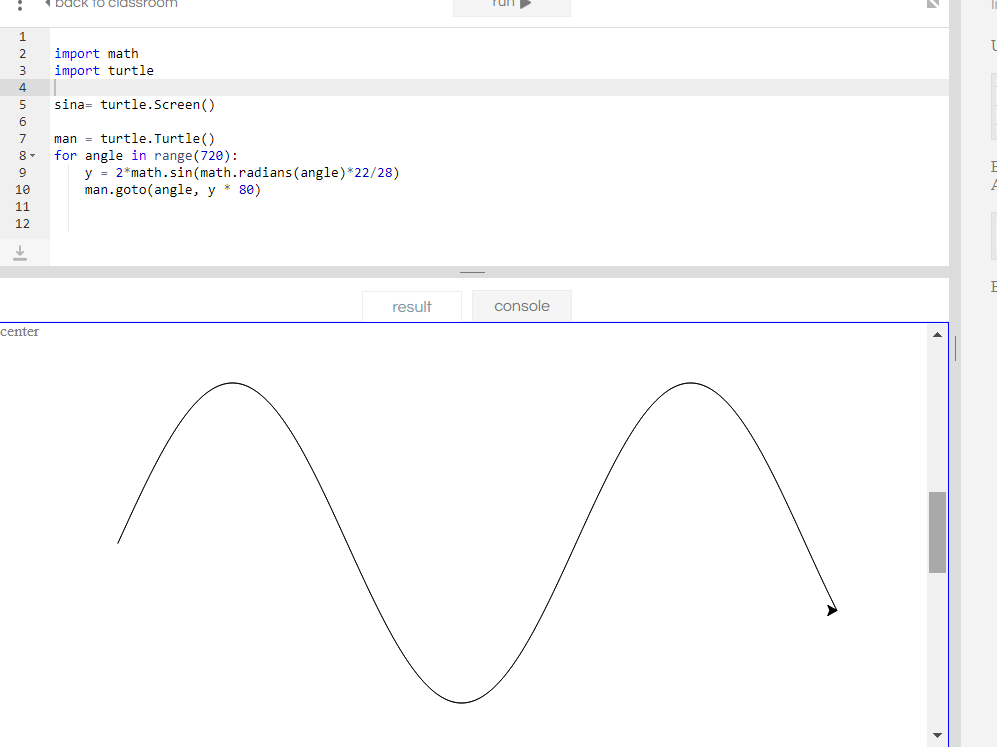 back to classroom
run
1
2 import math
3 import turtle
4
5 sina= turtle.Screen()
6
7 man = turtle.Turtle()
8 for angle in range(720):
9 y = 2*math.sin(math.radians(angle)*22/28)
10 man.goto(angle, y * 80)
11
12
result
console
center